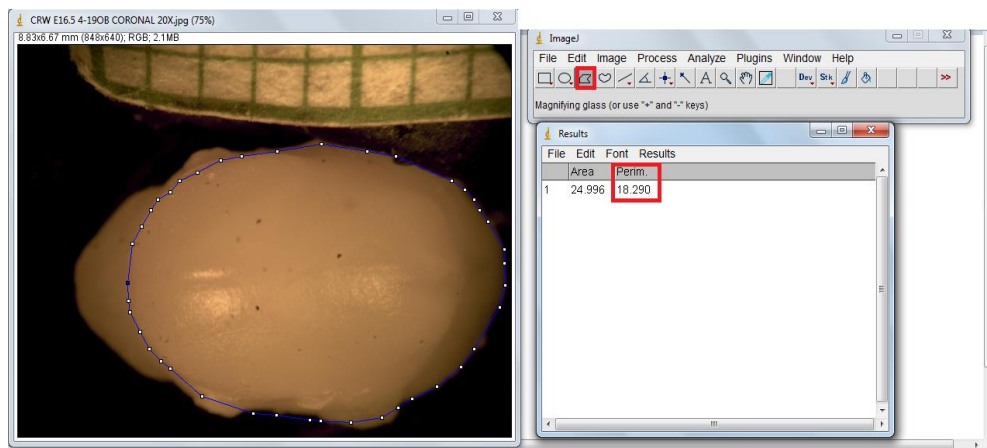 CRW E16.5 4-19OB CORONAL 20X.jpg (75%)
8.83x6.67 mm (848x640); RGB; 2.1MB
ImageJ
File Edit Image Process Analyze Plugins Window Help
A Dev Stk >>
Magnifying glass (or use "+" and "-" keys)
Results
File Edit Font Results
Area Perim.
1 24.996 18.290